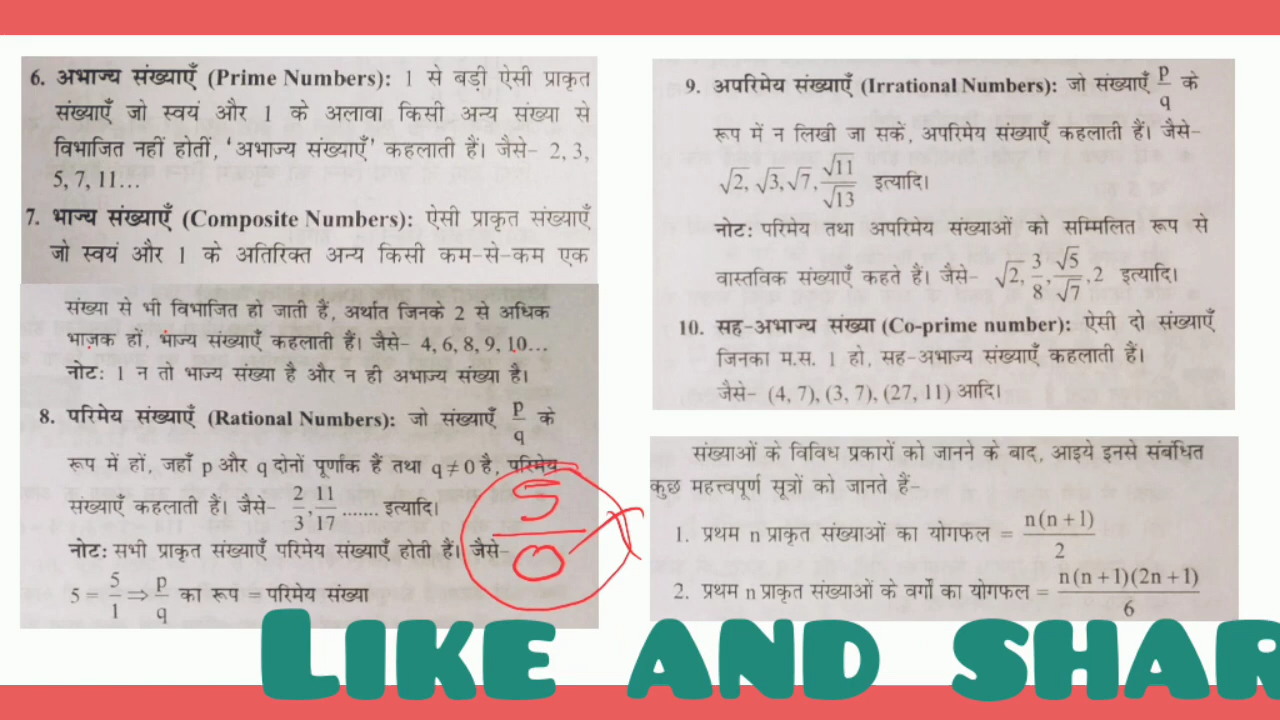 6. अभाज्य संख्याएँ (Prime Numbers): 1 से बड़ी ऐसी प्राकृत
संख्याएँ जो स्वयं और 1 के अलावा किसी अन्य संख्या से
विभाजित नहीं होतीं, 'अभाज्य संख्याएँ' कहलाती हैं। जैसे- 2, 3,
5, 7, 11...
7. भाज्य संख्याएँ (Composite Numbers): ऐसी प्राकृत संख्याएँ
जो स्वयं और 1 के अतिरिक्त अन्य किसी कम-से-कम एक
संख्या से भी विभाजित हो जाती हैं, अर्थात जिनके 2 से अधिक
भाजक हों, भाज्य संख्याएँ कहलाती हैं। जैसे- 4, 6, 8, 9, 10...
नोट: 1 न तो भाज्य संख्या है और न ही अभाज्य संख्या है।
8. परिमेय संख्याएँ (Rational Numbers): जो संख्याएँ p/q के
रूप में हों, जहाँ p और q दोनों पूर्णांक हैं तथा q ≠ 0 है, परिमेय
संख्याएँ कहलाती हैं। जैसे- 2/3, 11/17 ....... इत्यादि।
नोट: सभी प्राकृत संख्याएँ परिमेय संख्याएँ होती हैं। जैसे-
5 = 5/1 ⇒ p/q का रूप = परिमेय संख्या
5/0
9. अपरिमेय संख्याएँ (Irrational Numbers): जो संख्याएँ p/q के
रूप में न लिखी जा सकें, अपरिमेय संख्याएँ कहलाती हैं। जैसे-
√2, √3, √7, √11/√13 इत्यादि।
नोट: परिमेय तथा अपरिमेय संख्याओं को सम्मिलित रूप से
वास्तविक संख्याएँ कहते हैं। जैसे- √2, 3/8, √5/√7, 2 इत्यादि।
10. सह-अभाज्य संख्या (Co-prime number): ऐसी दो संख्याएँ
जिनका म.स. 1 हो, सह-अभाज्य संख्याएँ कहलाती हैं।
जैसे- (4, 7), (3, 7), (27, 11) आदि।
संख्याओं के विविध प्रकारों को जानने के बाद, आइये इनसे संबंधित
कुछ महत्त्वपूर्ण सूत्रों को जानते हैं-
1. प्रथम n प्राकृत संख्याओं का योगफल = n(n+1)/2
2. प्रथम n प्राकृत संख्याओं के वर्गों का योगफल = n(n+1)(2n+1)/6
LIKE AND SHAR